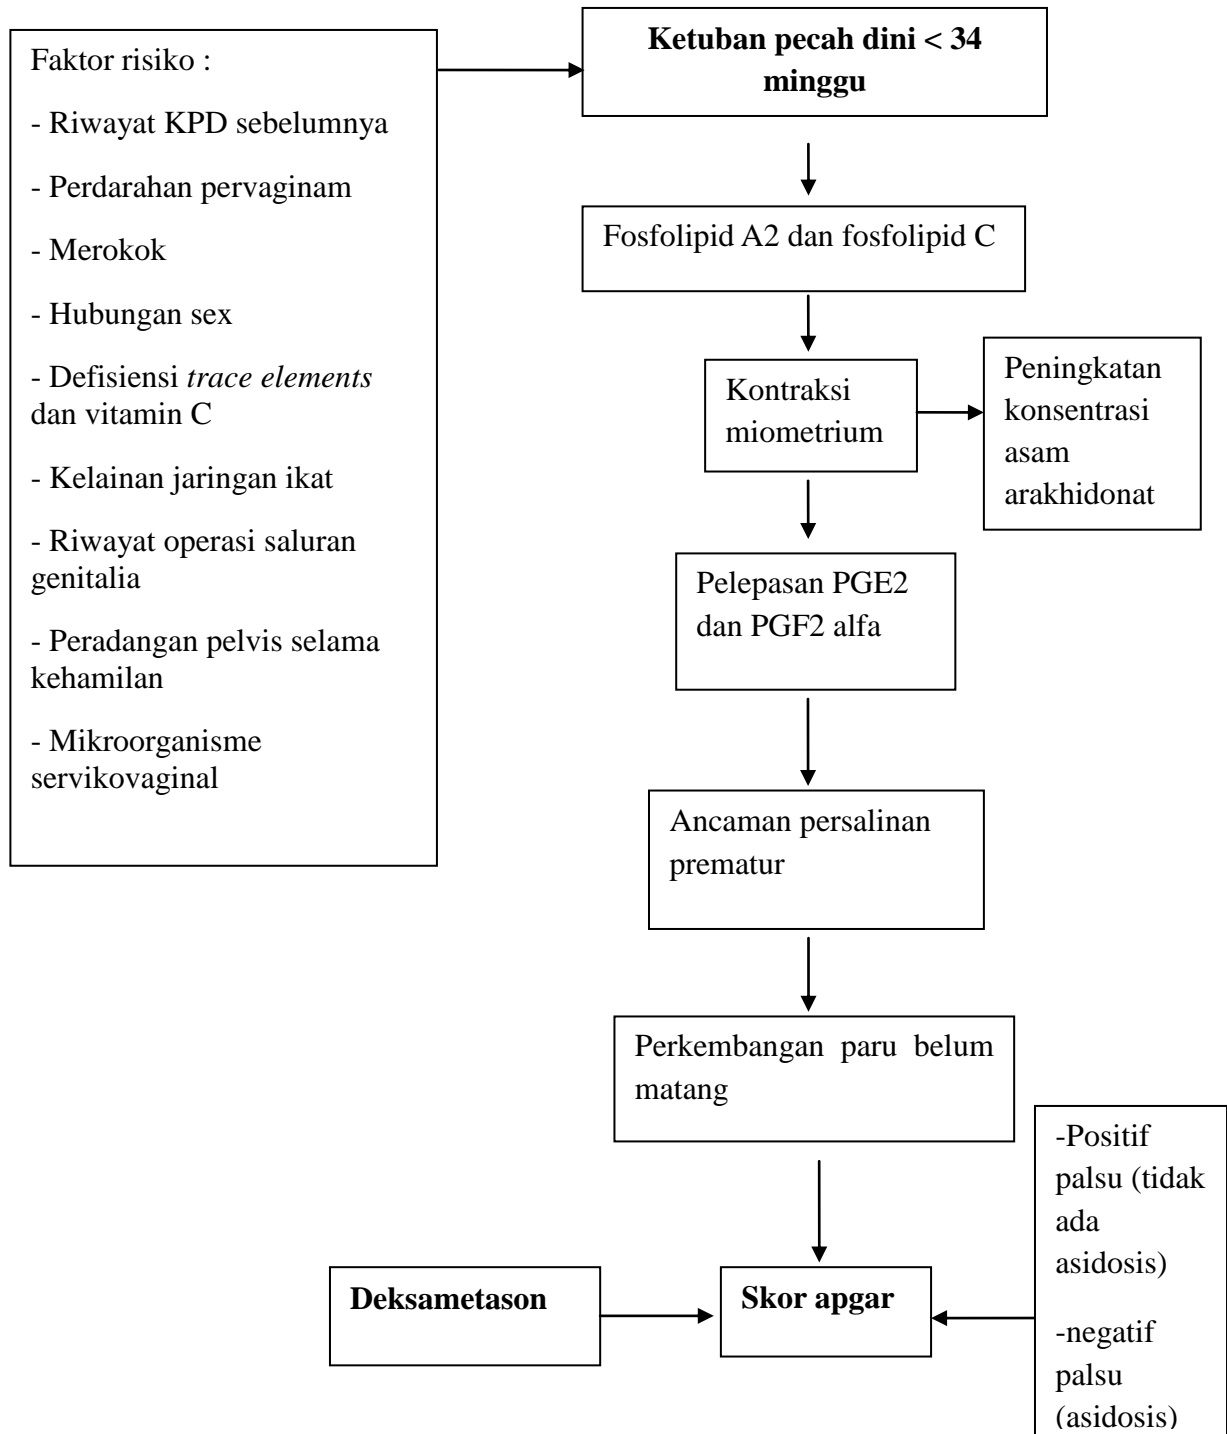 Faktor risiko :
- Riwayat KPD sebelumnya
- Perdarahan pervaginam
- Merokok
- Hubungan sex
- Defisiensi trace elements
dan vitamin C
- Kelainan jaringan ikat
- Riwayat operasi saluran
genitalia
- Peradangan pelvis selama
kehamilan
- Mikroorganisme
servikovaginal
Ketuban pecah dini < 34
minggu
Fosfolipid A2 dan fosfolipid C
Kontraksi
miometrium
Peningkatan
konsentrasi
asam
arakhidonat
Pelepasan PGE2
dan PGF2 alfa
Ancaman persalinan
prematur
Perkembangan paru belum
matang
Deksametason
Skor apgar
-Positif
palsu (tidak
ada
asidosis)
-negatif
palsu
(asidosis)